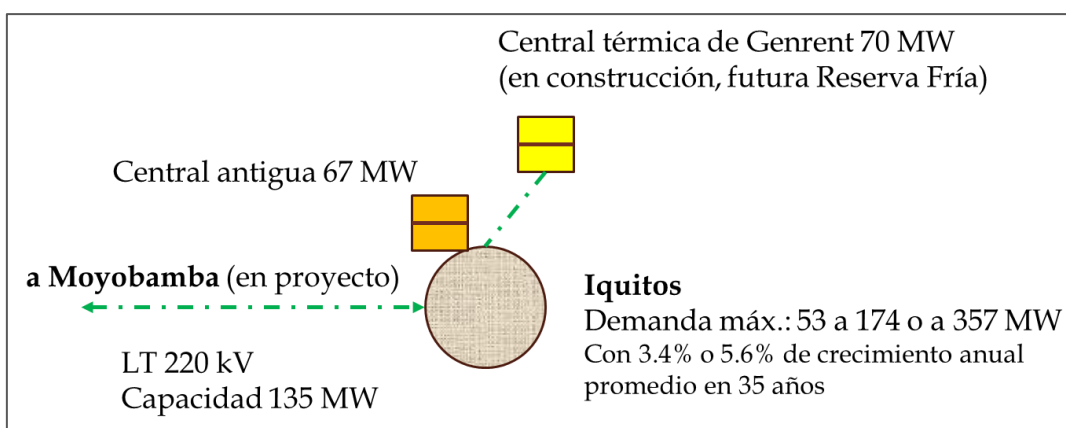 Central térmica de Genrent 70 MW
(en construcción, futura Reserva Fría)
Central antigua 67 MW
a Moyobamba (en proyecto)
LT 220 kV
Capacidad 135 MW
Iquitos
Demanda máx.: 53 a 174 o a 357 MW
Con 3.4% o 5.6% de crecimiento anual
promedio en 35 años